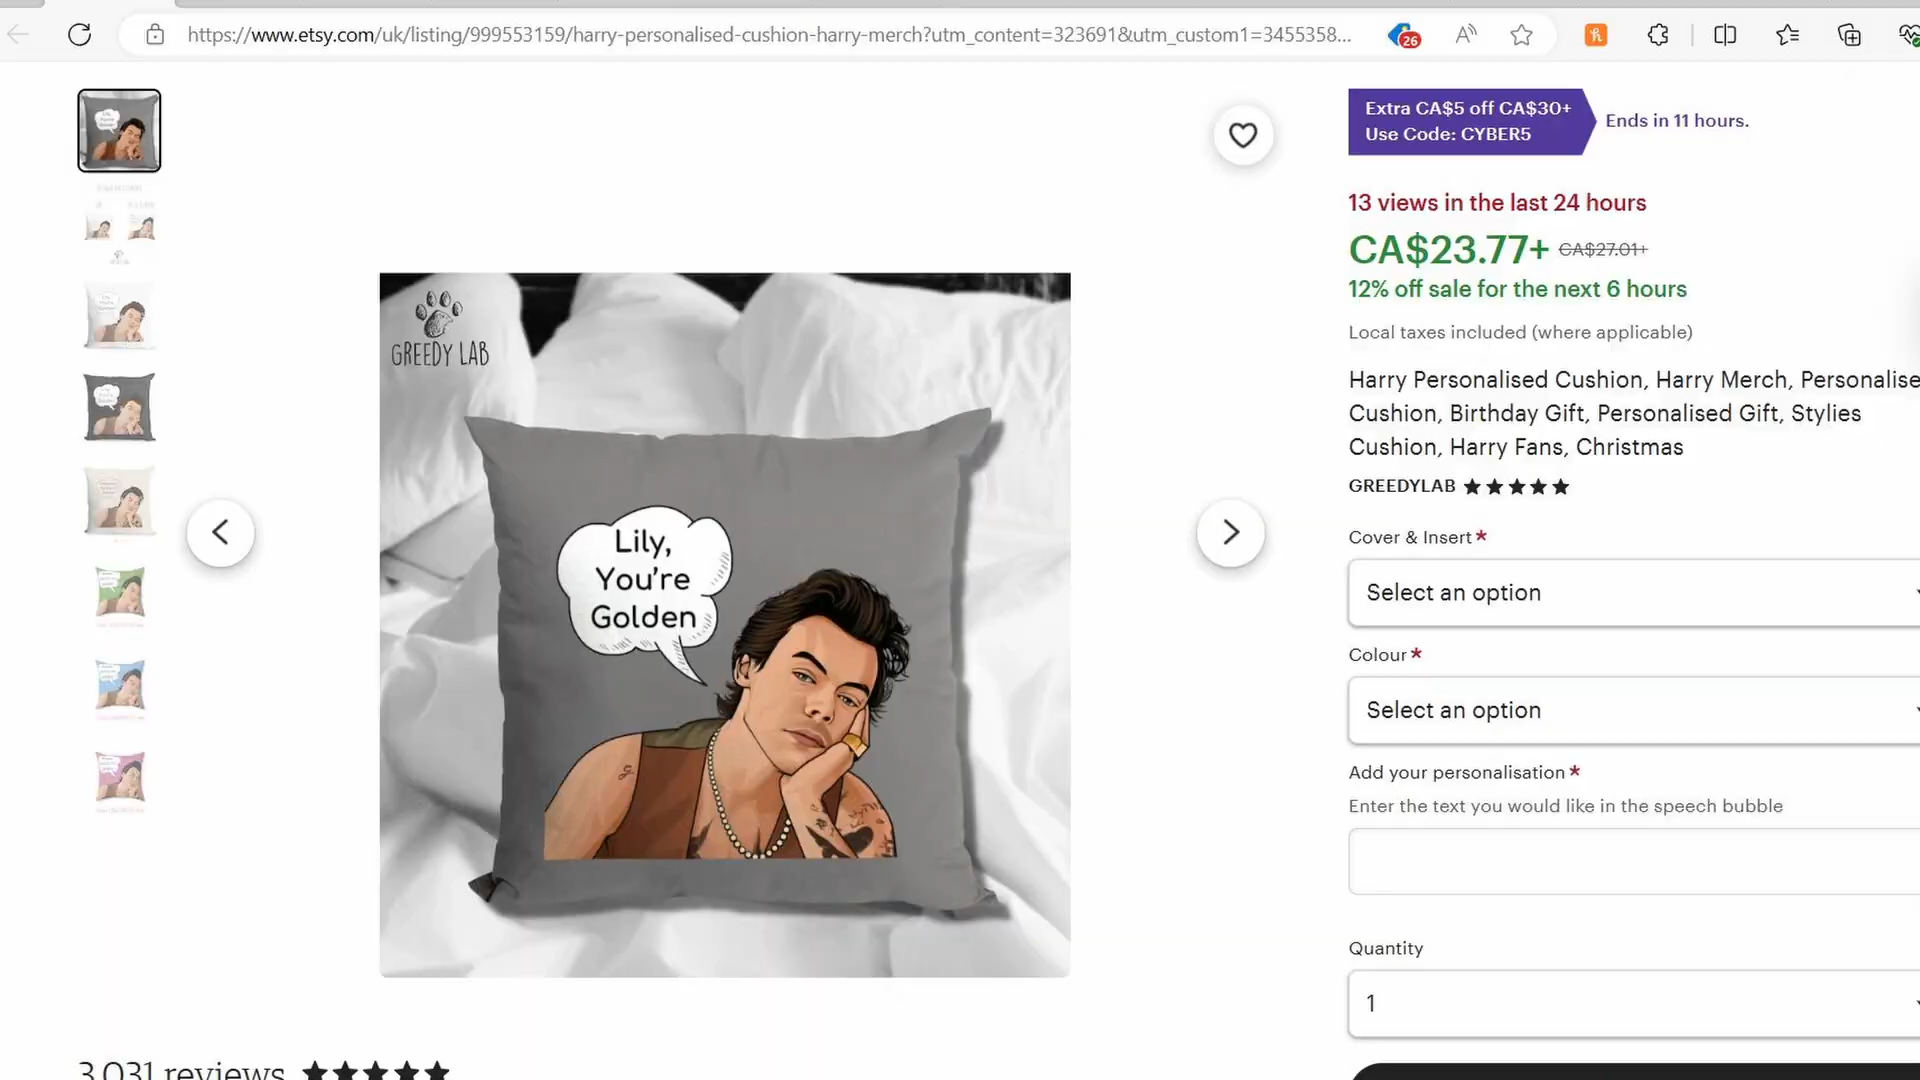 https://www.etsy.com/uk/listing/999553159/harry-personalised-cushion-harry-merch?utm_content=323691&utm_custom1=3455358...
26
Extra CA$5 off CA$30+
Use Code: CYBER5
Ends in 11 hours.
13 views in the last 24 hours
CA$23.77+ CA$27.01+
12% off sale for the next 6 hours
Local taxes included (where applicable)
Harry Personalised Cushion, Harry Merch, Personalise
Cushion, Birthday Gift, Personalised Gift, Stylies
Cushion, Harry Fans, Christmas
GREEDYLAB
Cover & Insert *
Select an option
Colour *
Select an option
Add your personalisation *
Enter the text you would like in the speech bubble
Quantity
1
GREEDY LAB
Lily,
You're
Golden
3,031 reviews